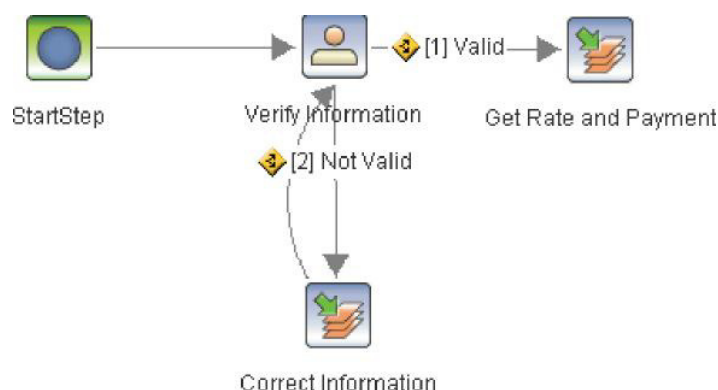 [1] Valid
StartStep
Verify Information
Get Rate and Payment
[2] Not Valid
Correct Information